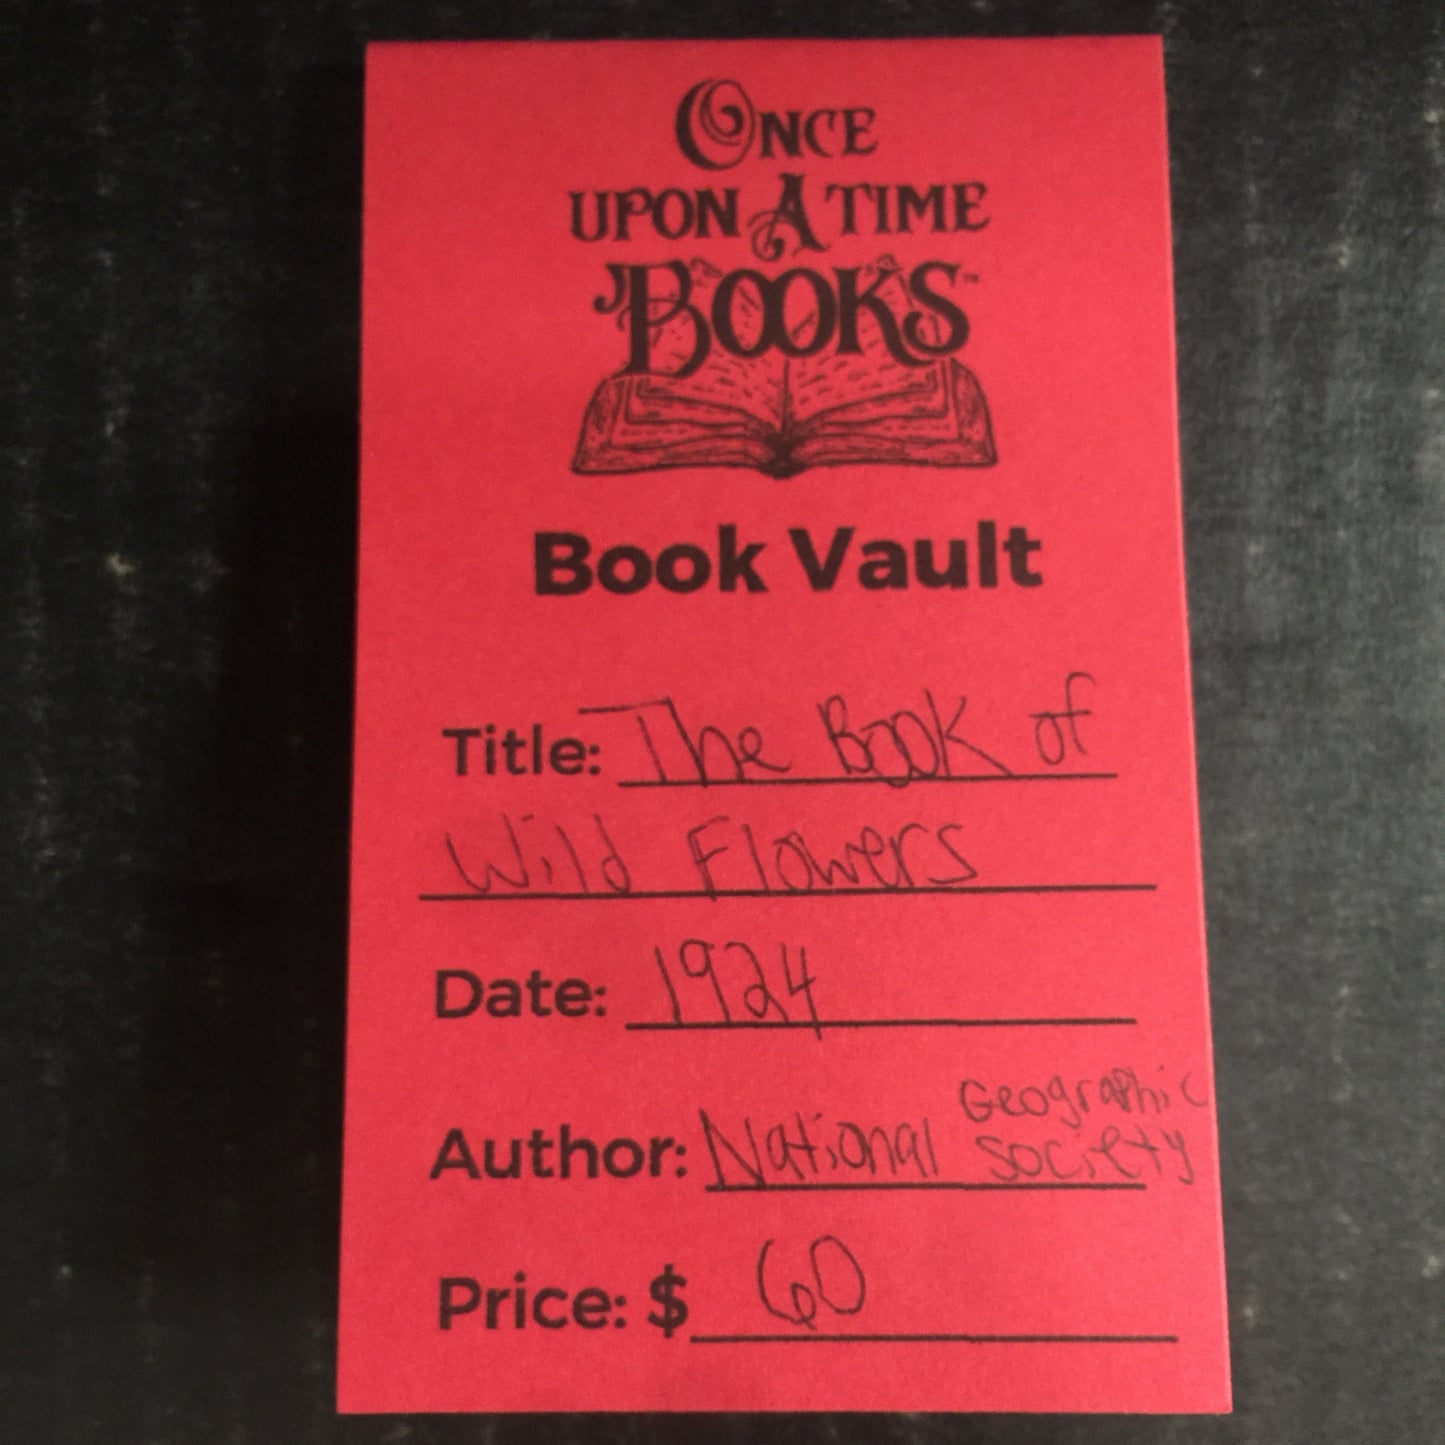 ONCE
UPON A TIME
BOOKS™
Book Vault
Title: The Book of
Wild Flowers
Date: 1924
Author: National Geographic Society
Price: $ 60